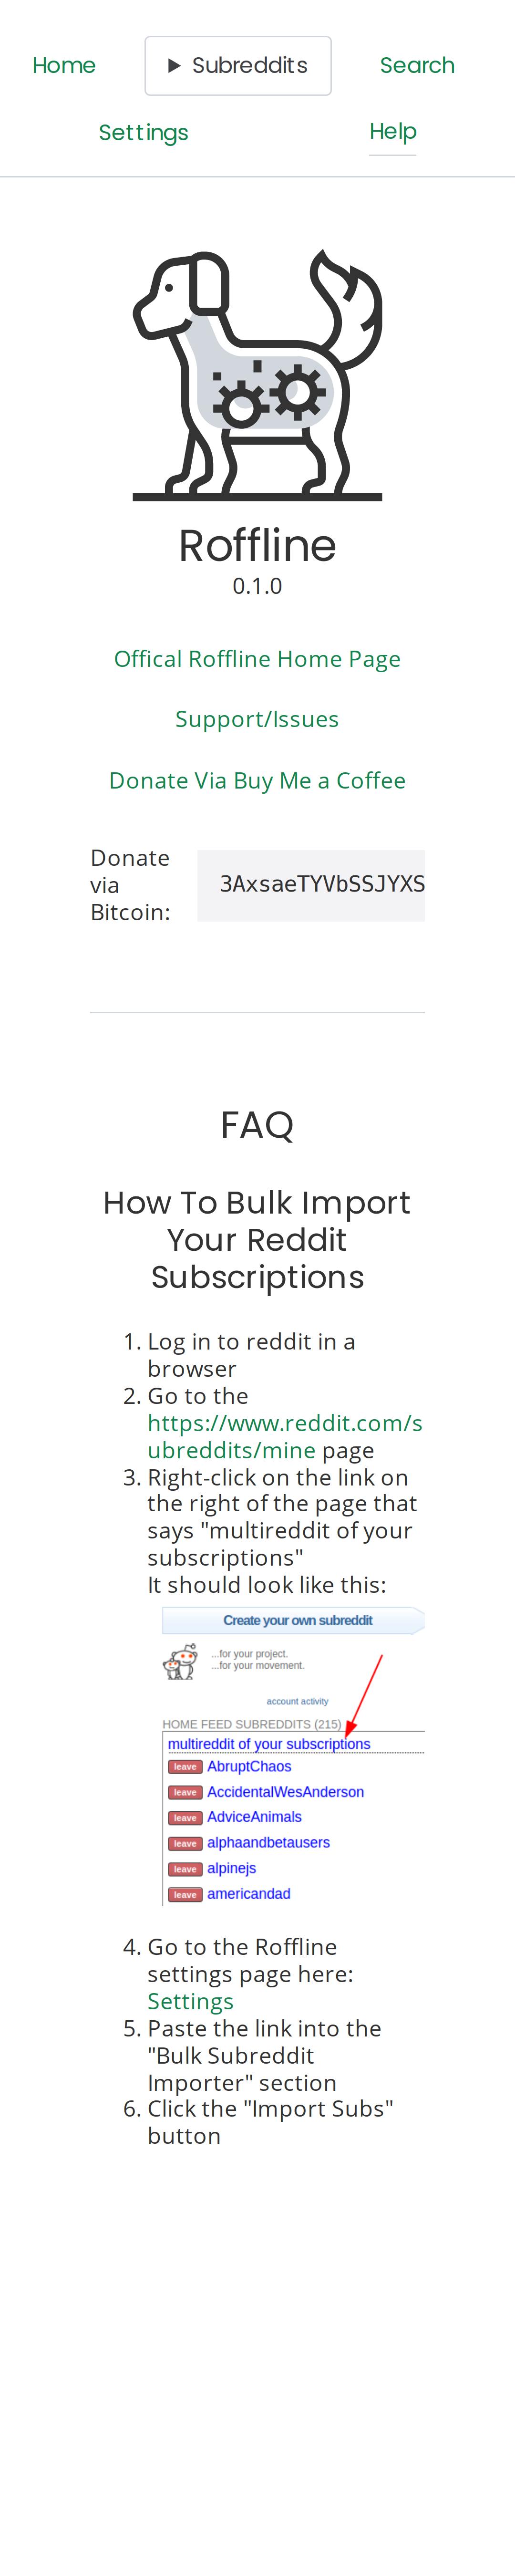 Home
Subreddits
Search
Settings
Help
Roffline
0.1.0
Offical Roffline Home Page
Support/Issues
Donate Via Buy Me a Coffee
Donate
via
Bitcoin:
3AxsaeTYVbSSJYXS
FAQ
How To Bulk Import
Your Reddit
Subscriptions
1. Log in to reddit in a
browser
2. Go to the
https://www.reddit.com/s
ubreddits/mine page
3. Right-click on the link on
the right of the page that
says "multireddit of your
subscriptions"
It should look like this:
Create your own subreddit
...for your project.
...for your movement.
account activity
HOME FEED SUBREDDITS (215)
multireddit of your subscriptions
leave AbruptChaos
leave AccidentalWesAnderson
leave AdviceAnimals
leave alphaandbetausers
leave alpinejs
leave americandad
4. Go to the Roffline
settings page here:
Settings
5. Paste the link into the
"Bulk Subreddit
Importer" section
6. Click the "Import Subs"
button